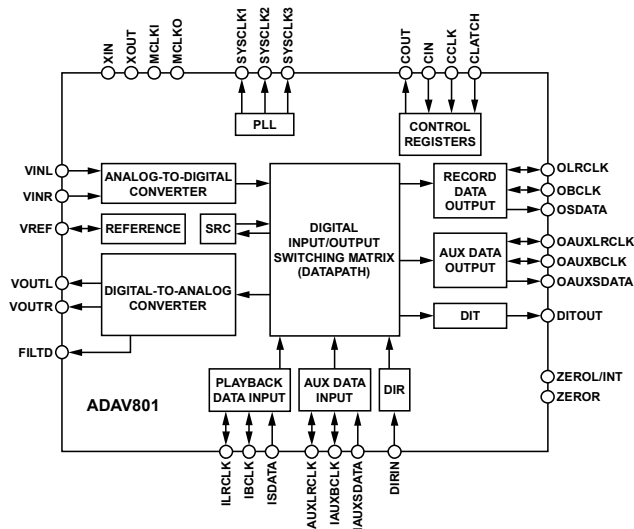 XIN
XOUT
MCLKI
MCLKO
SYSCLK1
SYSCLK2
SYSCLK3
COUT
CIN
CCLK
CLATCH
PLL
CONTROL
REGISTERS
VINL
VINR
VREF
VOUTL
VOUTR
FILTD
ANALOG-TO-DIGITAL
CONVERTER
REFERENCE
SRC
DIGITAL-TO-ANALOG
CONVERTER
DIGITAL
INPUT/OUTPUT
SWITCHING MATRIX
(DATAPATH)
RECORD
DATA
OUTPUT
AUX DATA
OUTPUT
DIT
OLRCLK
OBCLK
OSDATA
OAUXLRCLK
OAUXBCLK
OAUXSDATA
DITOUT
ZEROL/INT
ZEROR
PLAYBACK
DATA INPUT
AUX DATA
INPUT
DIR
ADAV801
ILRCLK
IBCLK
ISDATA
AUXLRCLK
IAUXBCLK
IAUXSDATA
DIRIN